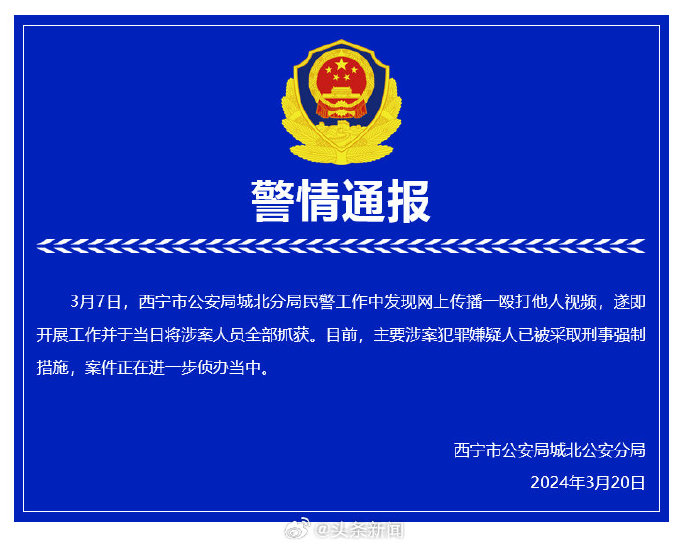 警情通报
3月7日，西宁市公安局城北分局民警工作中发现网上传播一殴打他人视频，遂即
开展工作并于当日将涉案人员全部抓获。目前，主要涉案犯罪嫌疑人已被采取刑事强制
措施，案件正在进一步侦办当中。
西宁市公安局城北公安分局
2024年3月20日
@头条新闻